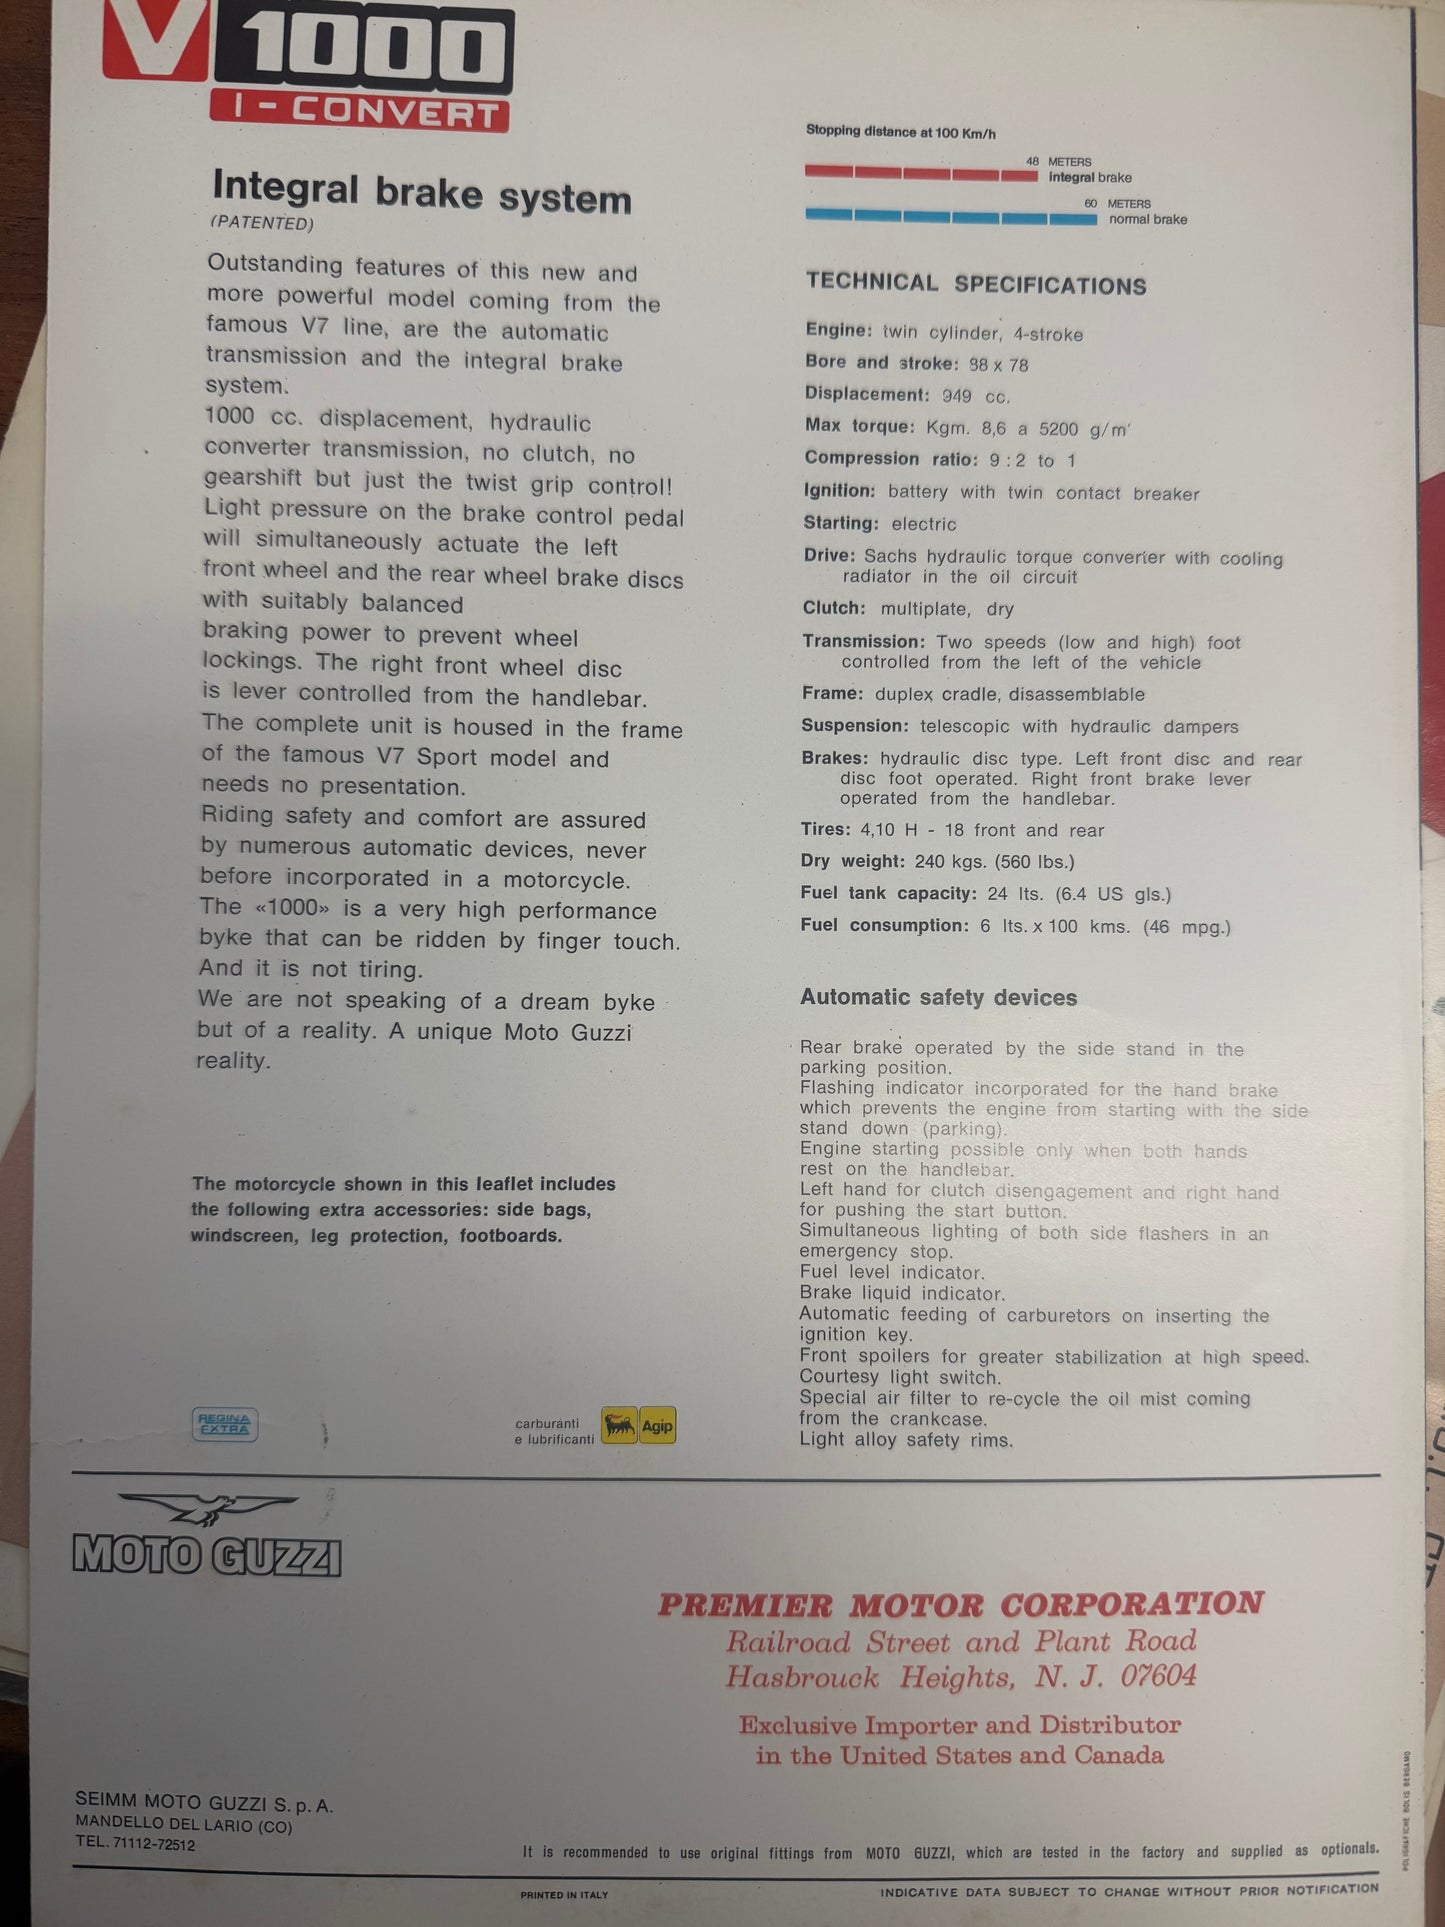 V 1000
I - CONVERT
Integral brake system
(PATENTED)
Outstanding features of this new and
more powerful model coming from the
famous V7 line, are the automatic
transmission and the integral brake
system.
1000 cc. displacement, hydraulic
converter transmission, no clutch, no
gearshift but just the twist grip control!
Light pressure on the brake control pedal
will simultaneously actuate the left
front wheel and the rear wheel brake discs
with suitably balanced
braking power to prevent wheel
lockings. The right front wheel disc
is lever controlled from the handlebar.
The complete unit is housed in the frame
of the famous V7 Sport model and
needs no presentation.
Riding safety and comfort are assured
by numerous automatic devices, never
before incorporated in a motorcycle.
The «1000» is a very high performance
byke that can be ridden by finger touch.
And it is not tiring.
We are not speaking of a dream byke
but of a reality. A unique Moto Guzzi
reality.
The motorcycle shown in this leaflet includes
the following extra accessories: side bags,
windscreen, leg protection, footboards.
REGINA
EXTRA
carburanti
e lubrificanti
Agip
Stopping distance at 100 Km/h
48 METERS
integral brake
60 METERS
normal brake
TECHNICAL SPECIFICATIONS
Engine: twin cylinder, 4-stroke
Bore and stroke: 88 x 78
Displacement: 949 cc.
Max torque: Kgm. 8,6 a 5200 g/m'
Compression ratio: 9 : 2 to 1
Ignition: battery with twin contact breaker
Starting: electric
Drive: Sachs hydraulic torque converter with cooling
radiator in the oil circuit
Clutch: multiplate, dry
Transmission: Two speeds (low and high) foot
controlled from the left of the vehicle
Frame: duplex cradle, disassemblable
Suspension: telescopic with hydraulic dampers
Brakes: hydraulic disc type. Left front disc and rear
disc foot operated. Right front brake lever
operated from the handlebar.
Tires: 4,10 H - 18 front and rear
Dry weight: 240 kgs. (560 lbs.)
Fuel tank capacity: 24 lts. (6.4 US gls.)
Fuel consumption: 6 lts. x 100 kms. (46 mpg.)
Automatic safety devices
Rear brake operated by the side stand in the
parking position.
Flashing indicator incorporated for the hand brake
which prevents the engine from starting with the side
stand down (parking).
Engine starting possible only when both hands
rest on the handlebar.
Left hand for clutch disengagement and right hand
for pushing the start button.
Simultaneous lighting of both side flashers in an
emergency stop.
Fuel level indicator.
Brake liquid indicator.
Automatic feeding of carburetors on inserting the
ignition key.
Front spoilers for greater stabilization at high speed.
Courtesy light switch.
Special air filter to re-cycle the oil mist coming
from the crankcase.
Light alloy safety rims.
MOTO GUZZI
PREMIER MOTOR CORPORATION
Railroad Street and Plant Road
Hasbrouck Heights, N. J. 07604
Exclusive Importer and Distributor
in the United States and Canada
SEIMM MOTO GUZZI S. p. A.
MANDELLO DEL LARIO (CO)
TEL. 71112-72512
It is recommended to use original fittings from MOTO GUZZI, which are tested in the factory and supplied as optionals.
PRINTED IN ITALY
INDICATIVE DATA SUBJECT TO CHANGE WITHOUT PRIOR NOTIFICATION
POLIGRAFICHE BOLIS BERGAMO